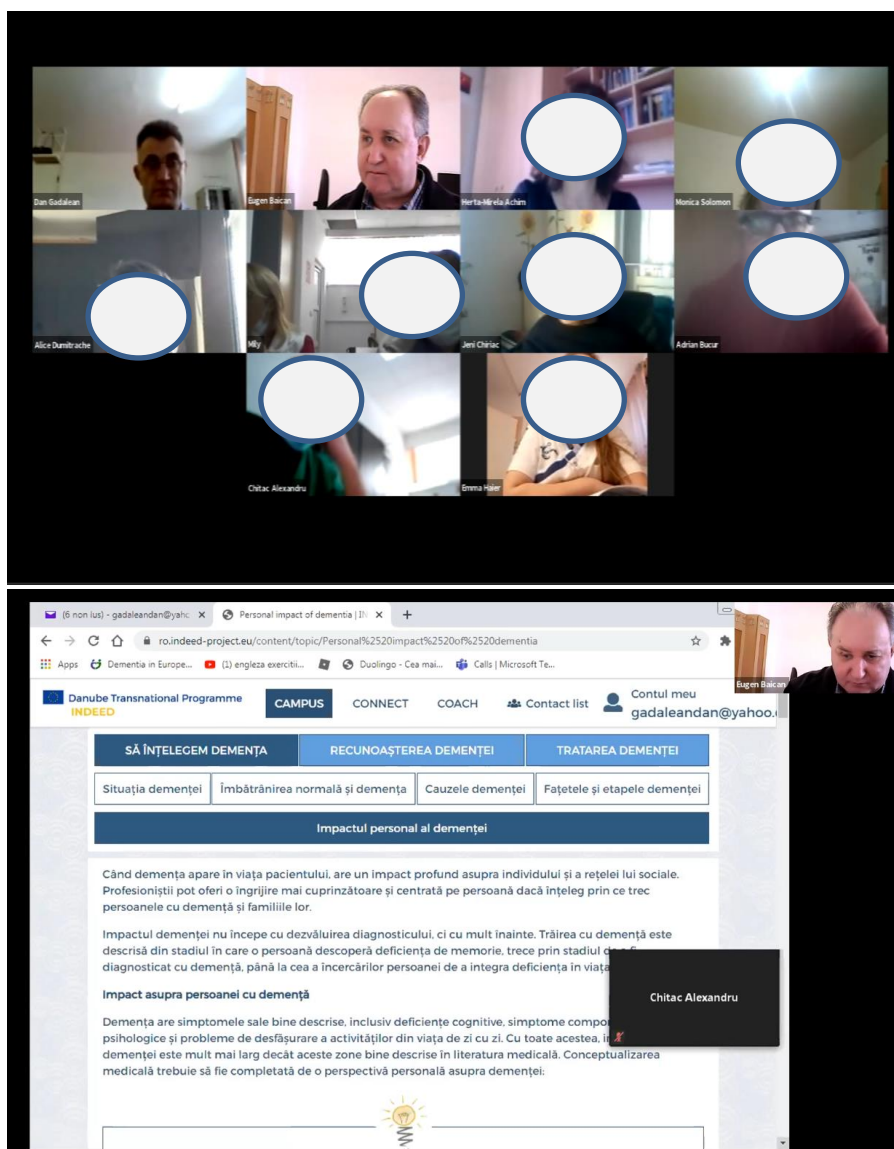 Dan Gadalean
Eugen Baican
Herta-Mirela Achim
Monica Solomon
Alice Dumitrache
Mily
Jeni Chiriac
Adrian Bucur
Chitac Alexandru
Emma Haier
(6 non lus) - gadaleandan@yahc
Personal impact of dementia | IN
ro.indeed-project.eu/content/topic/Personal%2520impact%2520of%2520dementia
Apps Dementia in Europe... (1) engleza exercitii... Duolingo - Cea mai... Calls | Microsoft Te...
Eugen Baican
Danube Transnational Programme
INDEED
CAMPUS CONNECT COACH Contact list
Contul meu
gadaleandan@yahoo.
SĂ ÎNȚELEGEM DEMENȚA RECUNOAȘTEREA DEMENȚEI TRATAREA DEMENȚEI
Situația demenței Îmbătrânirea normală și demența Cauzele demenței Fațetele și etapele demenței
Impactul personal al demenței
Când demența apare în viața pacientului, are un impact profund asupra individului și a rețelei lui sociale.
Profesioniștii pot oferi o îngrijire mai cuprinzătoare și centrată pe persoană dacă înțeleg prin ce trec
persoanele cu demență și familiile lor.
Impactul demenței nu începe cu dezvăluirea diagnosticului, ci cu mult înainte. Trăirea cu demență este
descrisă din stadiul în care o persoană descoperă deficiența de memorie, trece prin stadiul
diagnosticat cu demență, până la cea a încercărilor persoanei de a integra deficiența în viața
Impact asupra persoanei cu demență
Chitac Alexandru
Demența are simptomele sale bine descrise, inclusiv deficiențe cognitive, simptome compor
psihologice și probleme de desfășurare a activităților din viața de zi cu zi. Cu toate acestea,
demenței este mult mai larg decât aceste zone bine descrise în literatura medicală. Conceptualizarea
medicală trebuie să fie completată de o perspectivă personală asupra demenței: